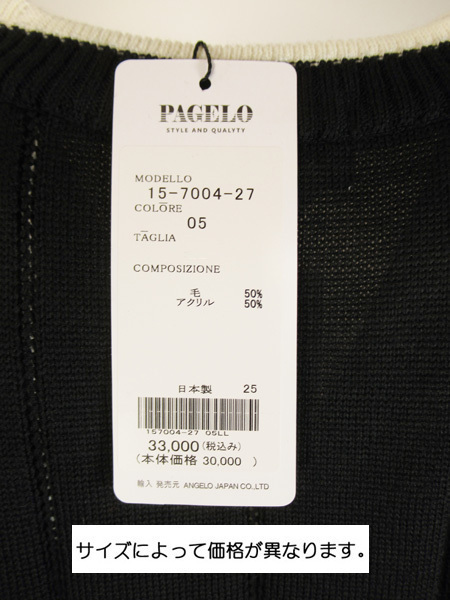 PAGELO
STYLE AND QUALYTY
MODELLO
15-7004-27
COLORE
05
TAGLIA
COMPOSIZIONE
毛 50%
アクリル 50%
日本製 25
157004-27 05LL
33,000(税込み)
(本体価格 30,000 )
輸入 発売元 ANGELO JAPAN CO.,LTD
サイズによって価格が異なります。